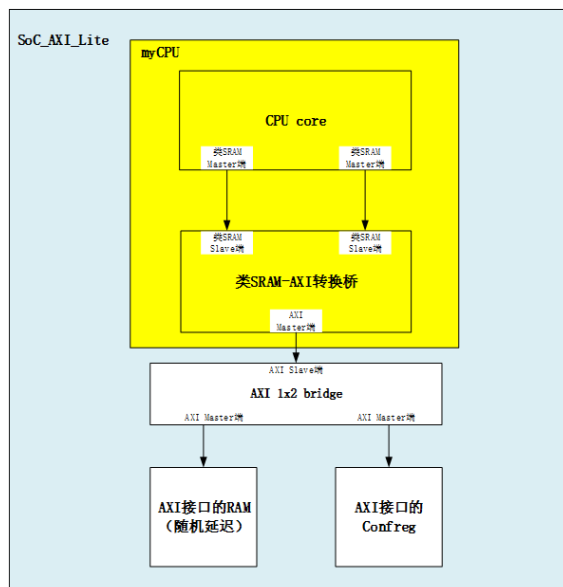 SoC_AXI_Lite
myCPU
CPU core
类SRAM
Master端
类SRAM
Master端
类SRAM
Slave端
类SRAM
Slave端
类SRAM-AXI转换桥
AXI
Master端
AXI Slave端
AXI 1x2 bridge
AXI Master端
AXI Master端
AXI接口的RAM
（随机延迟）
AXI接口的
Confreg